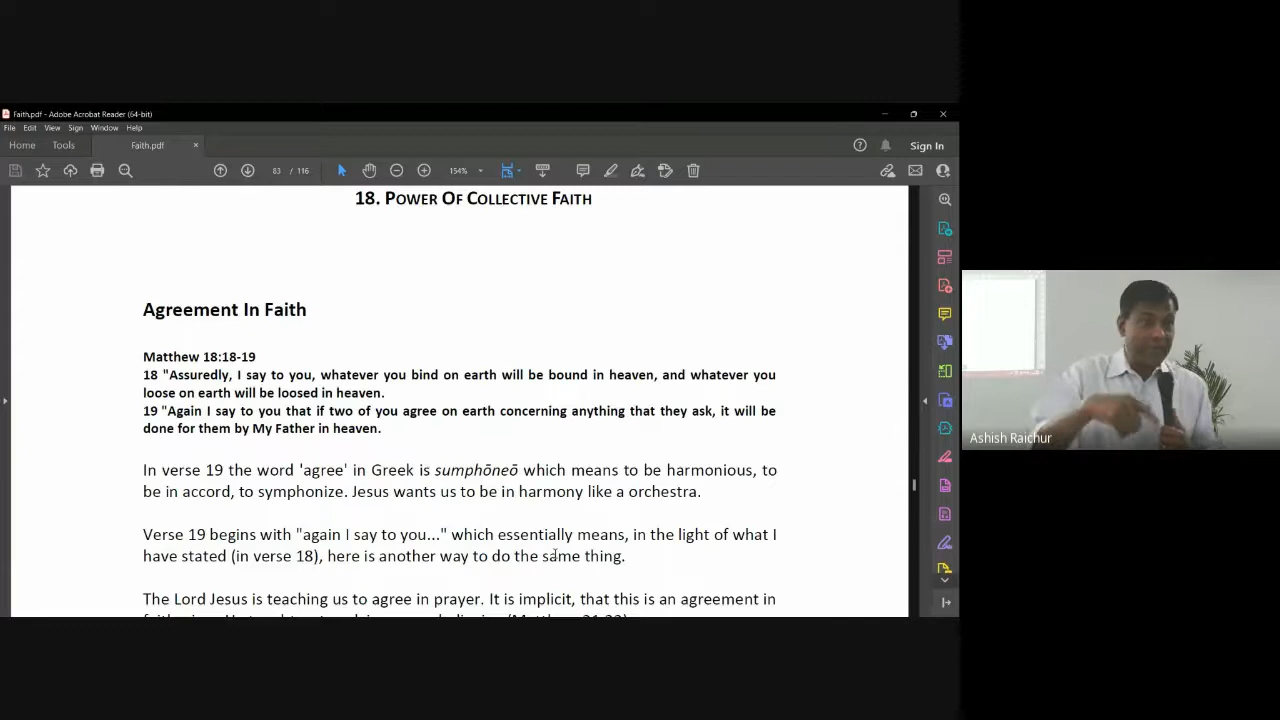 Faith.pdf - Adobe Acrobat Reader (64-bit)
File Edit View Sign Window Help
Home Tools Faith.pdf × Sign In
83 / 116 154%
18. POWER OF COLLECTIVE FAITH
Agreement In Faith
Matthew 18:18-19
18 "Assuredly, I say to you, whatever you bind on earth will be bound in heaven, and whatever you
loose on earth will be loosed in heaven.
19 "Again I say to you that if two of you agree on earth concerning anything that they ask, it will be
done for them by My Father in heaven.
In verse 19 the word 'agree' in Greek is sumphōneō which means to be harmonious, to
be in accord, to symphonize. Jesus wants us to be in harmony like a orchestra.
Verse 19 begins with "again I say to you..." which essentially means, in the light of what I
have stated (in verse 18), here is another way to do the same thing.
The Lord Jesus is teaching us to agree in prayer. It is implicit, that this is an agreement in
Ashish Raichur